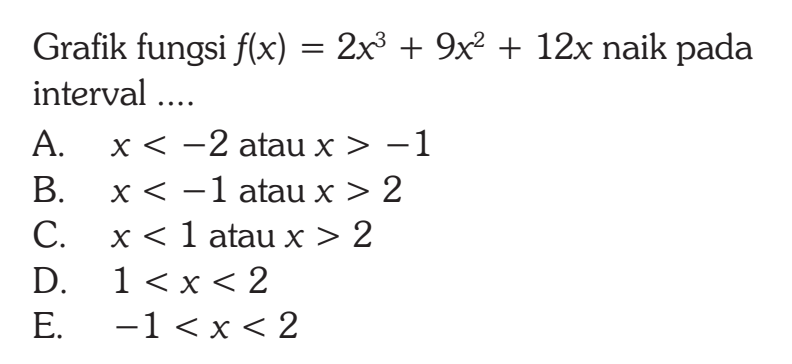 Grafik fungsi f(x) = 2x³ + 9x² + 12x naik pada
interval ....
A. x < −2 atau x > −1
B. x < −1 atau x > 2
C. x < 1 atau x > 2
D. 1 < x < 2
E. −1 < x < 2